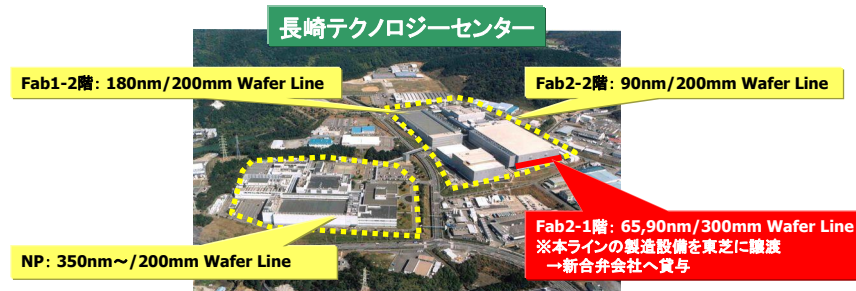 長崎テクノロジーセンター
Fab1-2階: 180nm/200mm Wafer Line
Fab2-2階: 90nm/200mm Wafer Line
Fab2-1階: 65,90nm/300mm Wafer Line
※本ラインの製造設備を東芝に譲渡
→新合弁会社へ貸与
NP: 350nm~/200mm Wafer Line